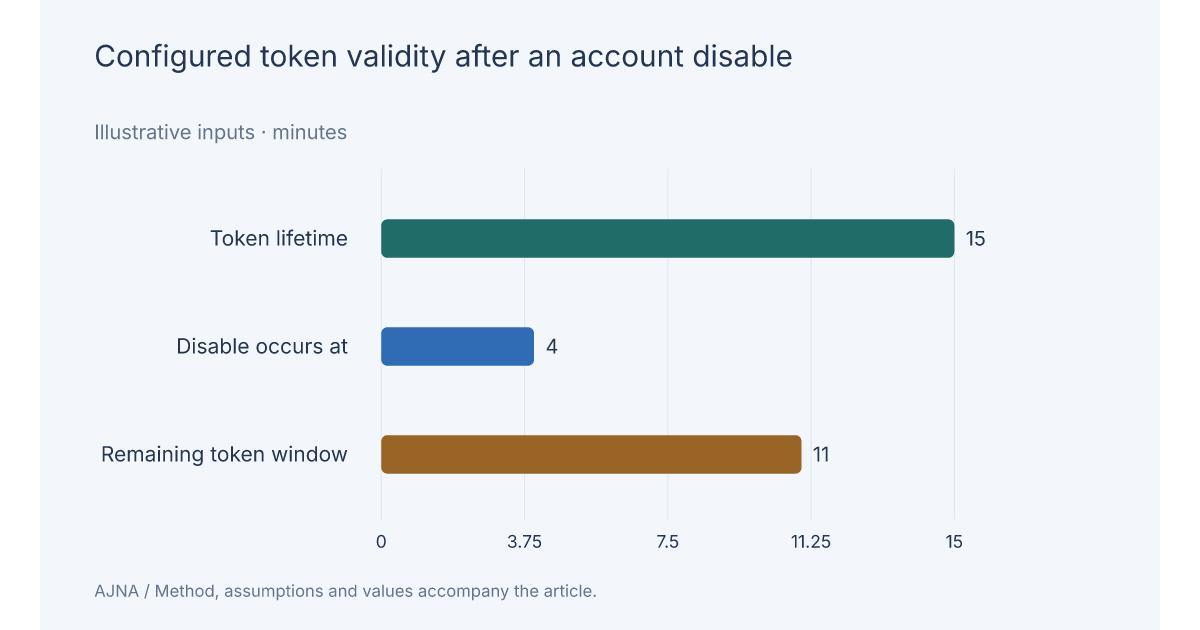 Configured token validity after an account disable
Illustrative inputs · minutes
Token lifetime 15
Disable occurs at 4
Remaining token window 11
0 3.75 7.5 11.25 15
AJNA / Method, assumptions and values accompany the article.